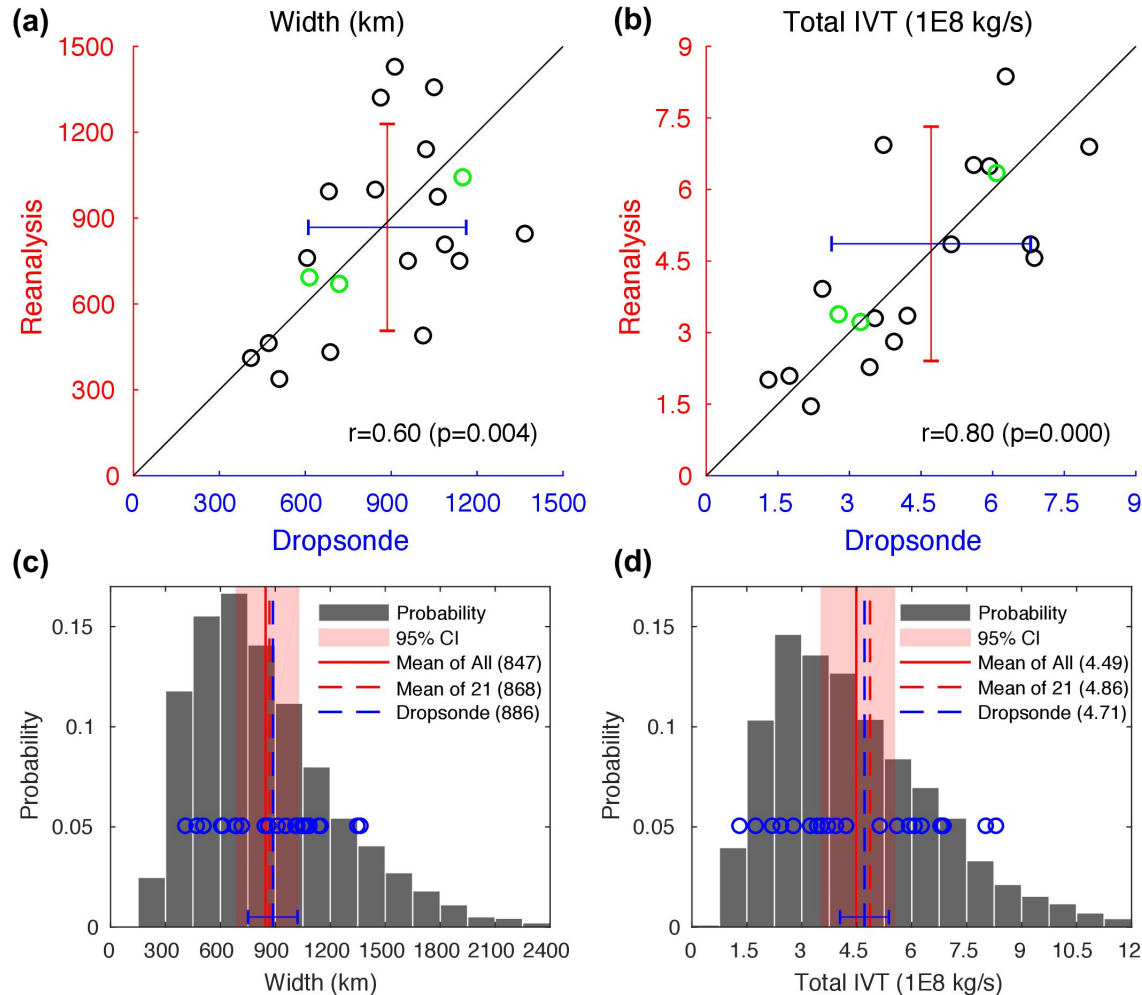 (a) Width (km)
1500
1200
900
600
300
0
Reanalysis
r=0.60 (p=0.004)
0 300 600 900 1200 1500
Dropsonde
(b) Total IVT (1E8 kg/s)
9
7.5
6
4.5
3
1.5
0
Reanalysis
r=0.80 (p=0.000)
0 1.5 3 4.5 6 7.5 9
Dropsonde
(c)
0.15
0.1
0.05
0
Probability
Probability
95% CI
Mean of All (847)
Mean of 21 (868)
Dropsonde (886)
0 300 600 900 1200 1500 1800 2100 2400
Width (km)
(d)
0.15
0.1
0.05
0
Probability
Probability
95% CI
Mean of All (4.49)
Mean of 21 (4.86)
Dropsonde (4.71)
0 1.5 3 4.5 6 7.5 9 10.5 12
Total IVT (1E8 kg/s)